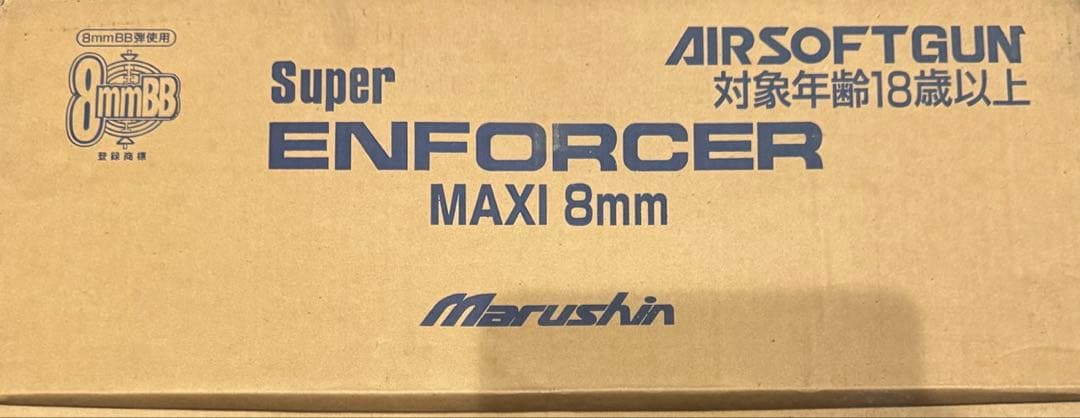 8mmBB弾使用
8mmBB
登録商標
Super
ENFORCER
MAXI 8mm
AIRSOFTGUN
対象年齢18歳以上
Marushin